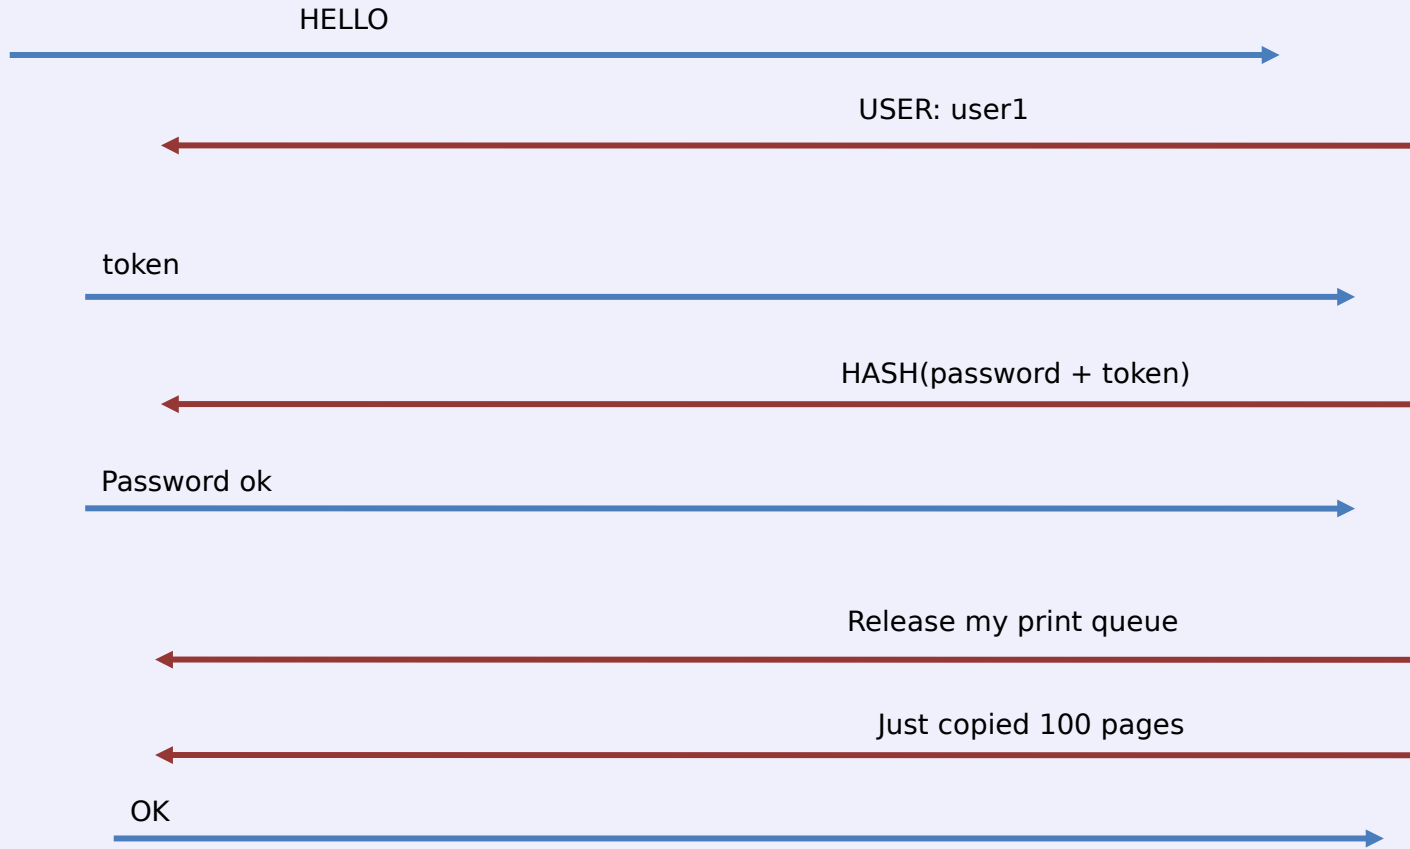 HELLO
USER: user1
token
HASH(password + token)
Password ok
Release my print queue
Just copied 100 pages
OK